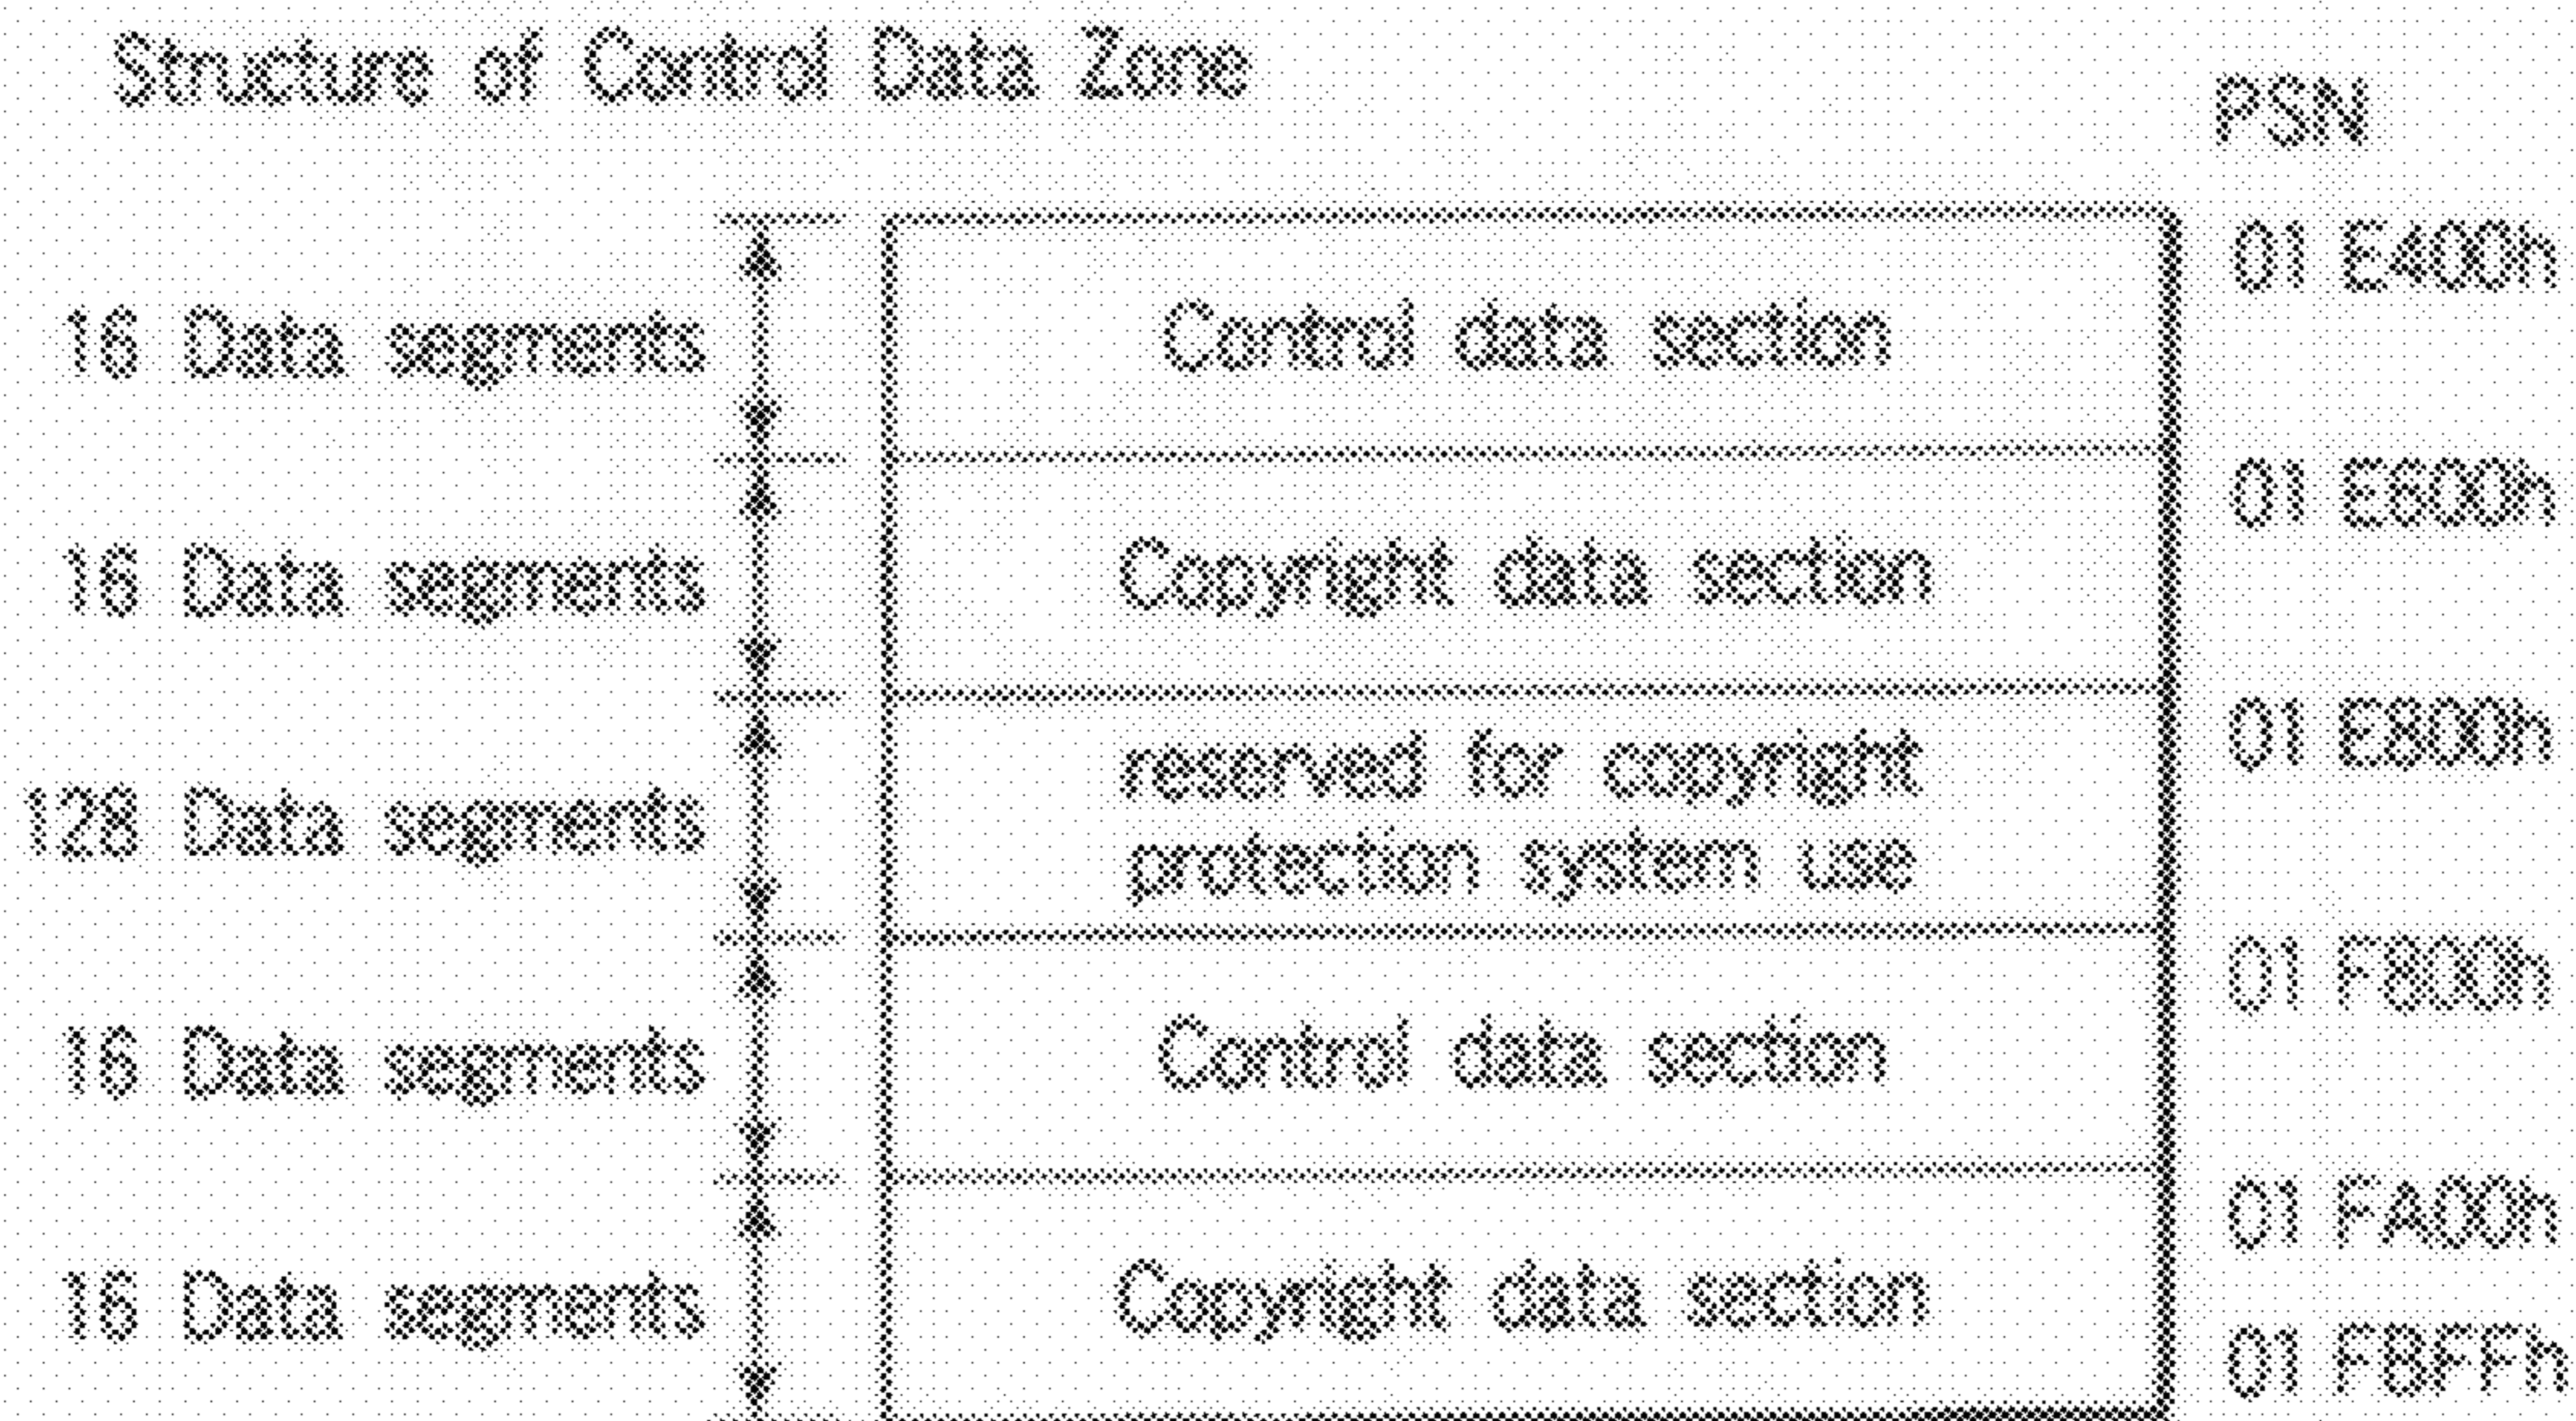 Structure of Control Data Zone
PSN
01 E400h
16 Data segments
Control data section
01 E600h
16 Data segments
Copyright data section
01 E800h
128 Data segments
reserved for copyright
protection system use
01 F800h
16 Data segments
Control data section
01 FA00h
16 Data segments
Copyright data section
01 FBFFh